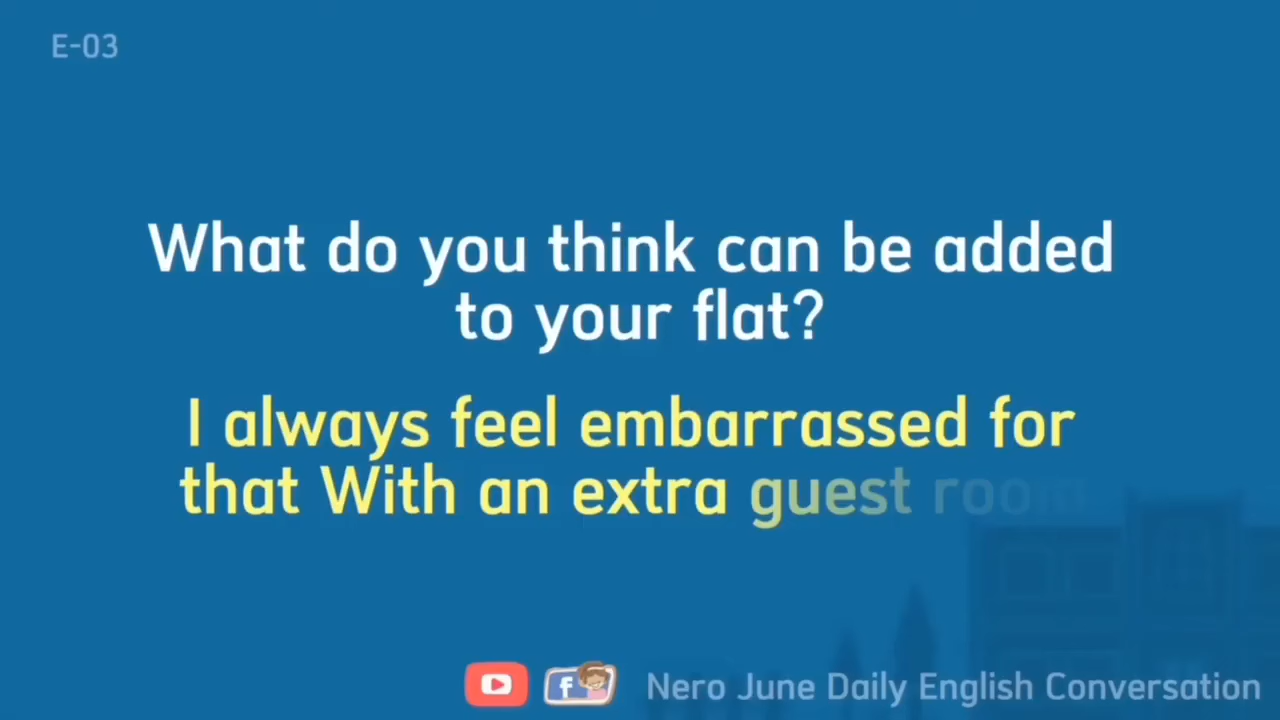 E-03
What do you think can be added
to your flat?
I always feel embarrassed for
that With an extra guest room
f
Nero June Daily English Conversation